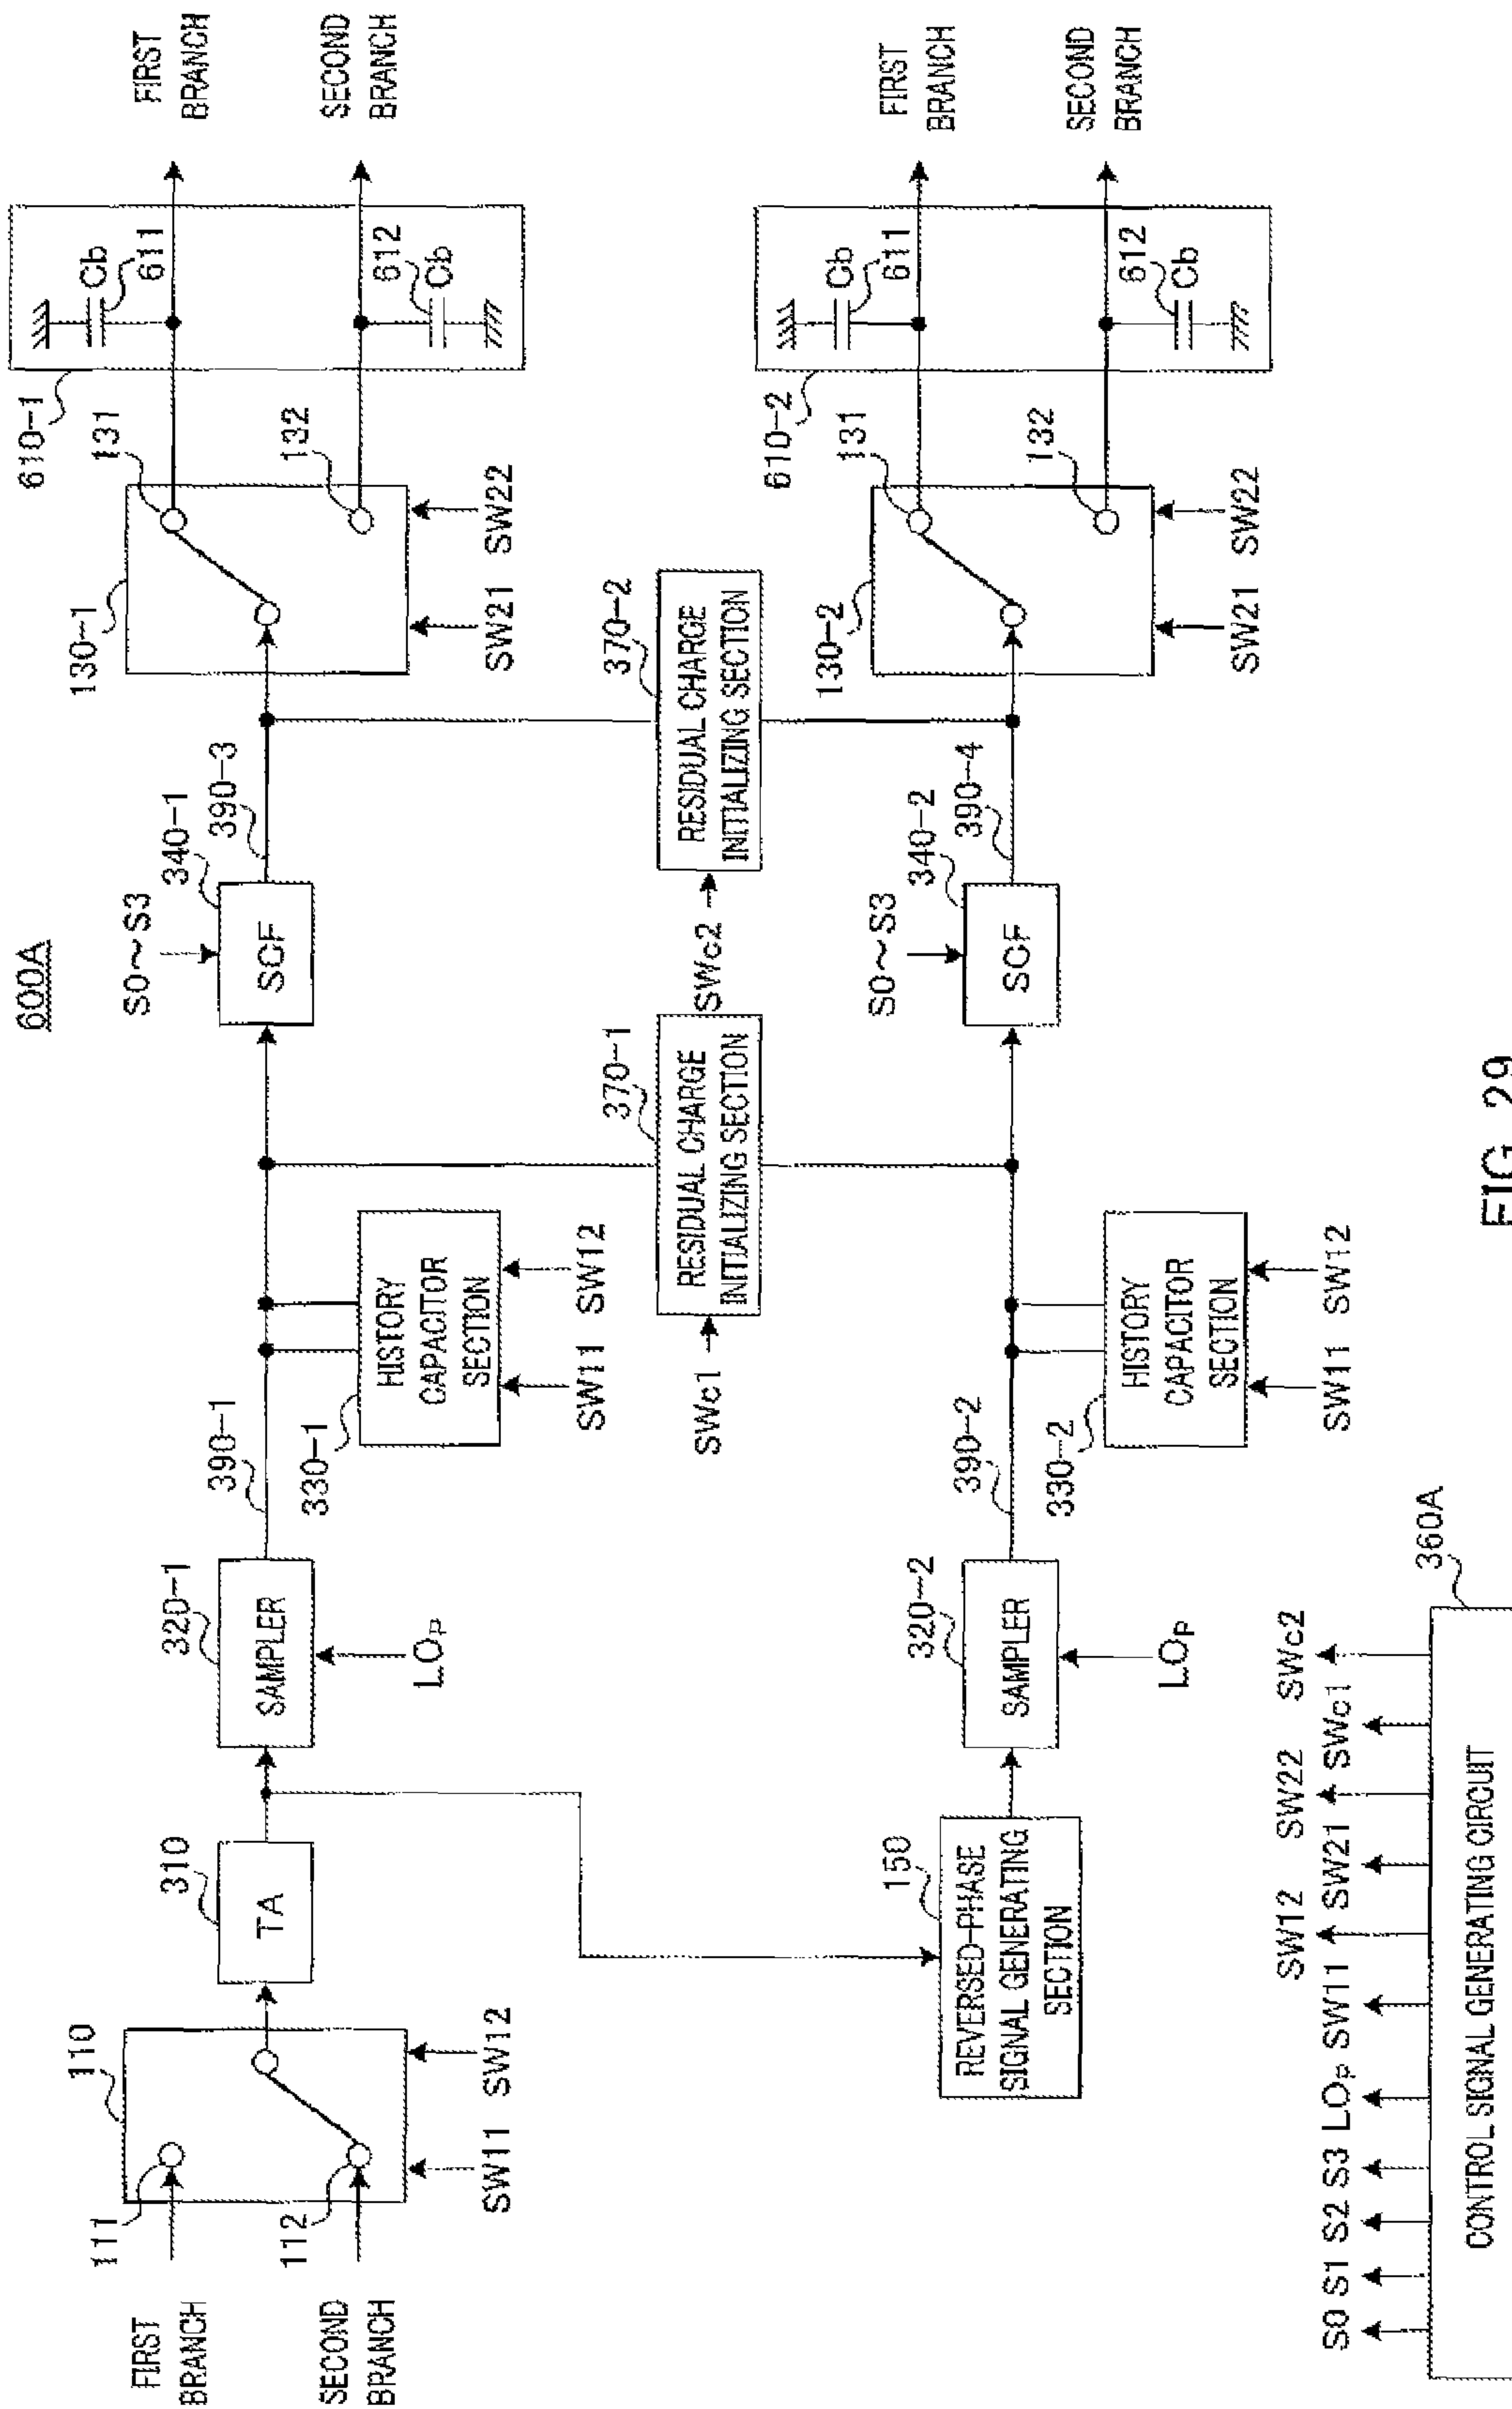 600A
FIRST
BRANCH
111
SECOND
BRANCH
112
110
SW11
SW12
310
TA
320-1
SAMPLER
LOP
390-1
330-1
HISTORY
CAPACITOR
SECTION
SW11
SW12
S0~S3
340-1
SCF
390-3
130-1
131
132
SW21
SW22
610-1
Cb
611
612
Cb
FIRST
BRANCH
SECOND
BRANCH
SWc1
370-1
RESIDUAL CHARGE
INITIALIZING SECTION
SWc2
370-2
RESIDUAL CHARGE
INITIALIZING SECTION
150
REVERSED-PHASE
SIGNAL GENERATING
SECTION
320-2
SAMPLER
LOP
390-2
330-2
HISTORY
CAPACITOR
SECTION
SW11
SW12
S0~S3
340-2
SCF
390-4
130-2
131
132
SW21
SW22
610-2
Cb
611
612
Cb
FIRST
BRANCH
SECOND
BRANCH
SW12
SW22
SWc2
S0
S1
S2
S3
LOP
SW11
SW21
SWc1
360A
CONTROL SIGNAL GENERATING CIRCUIT
FIG. 29